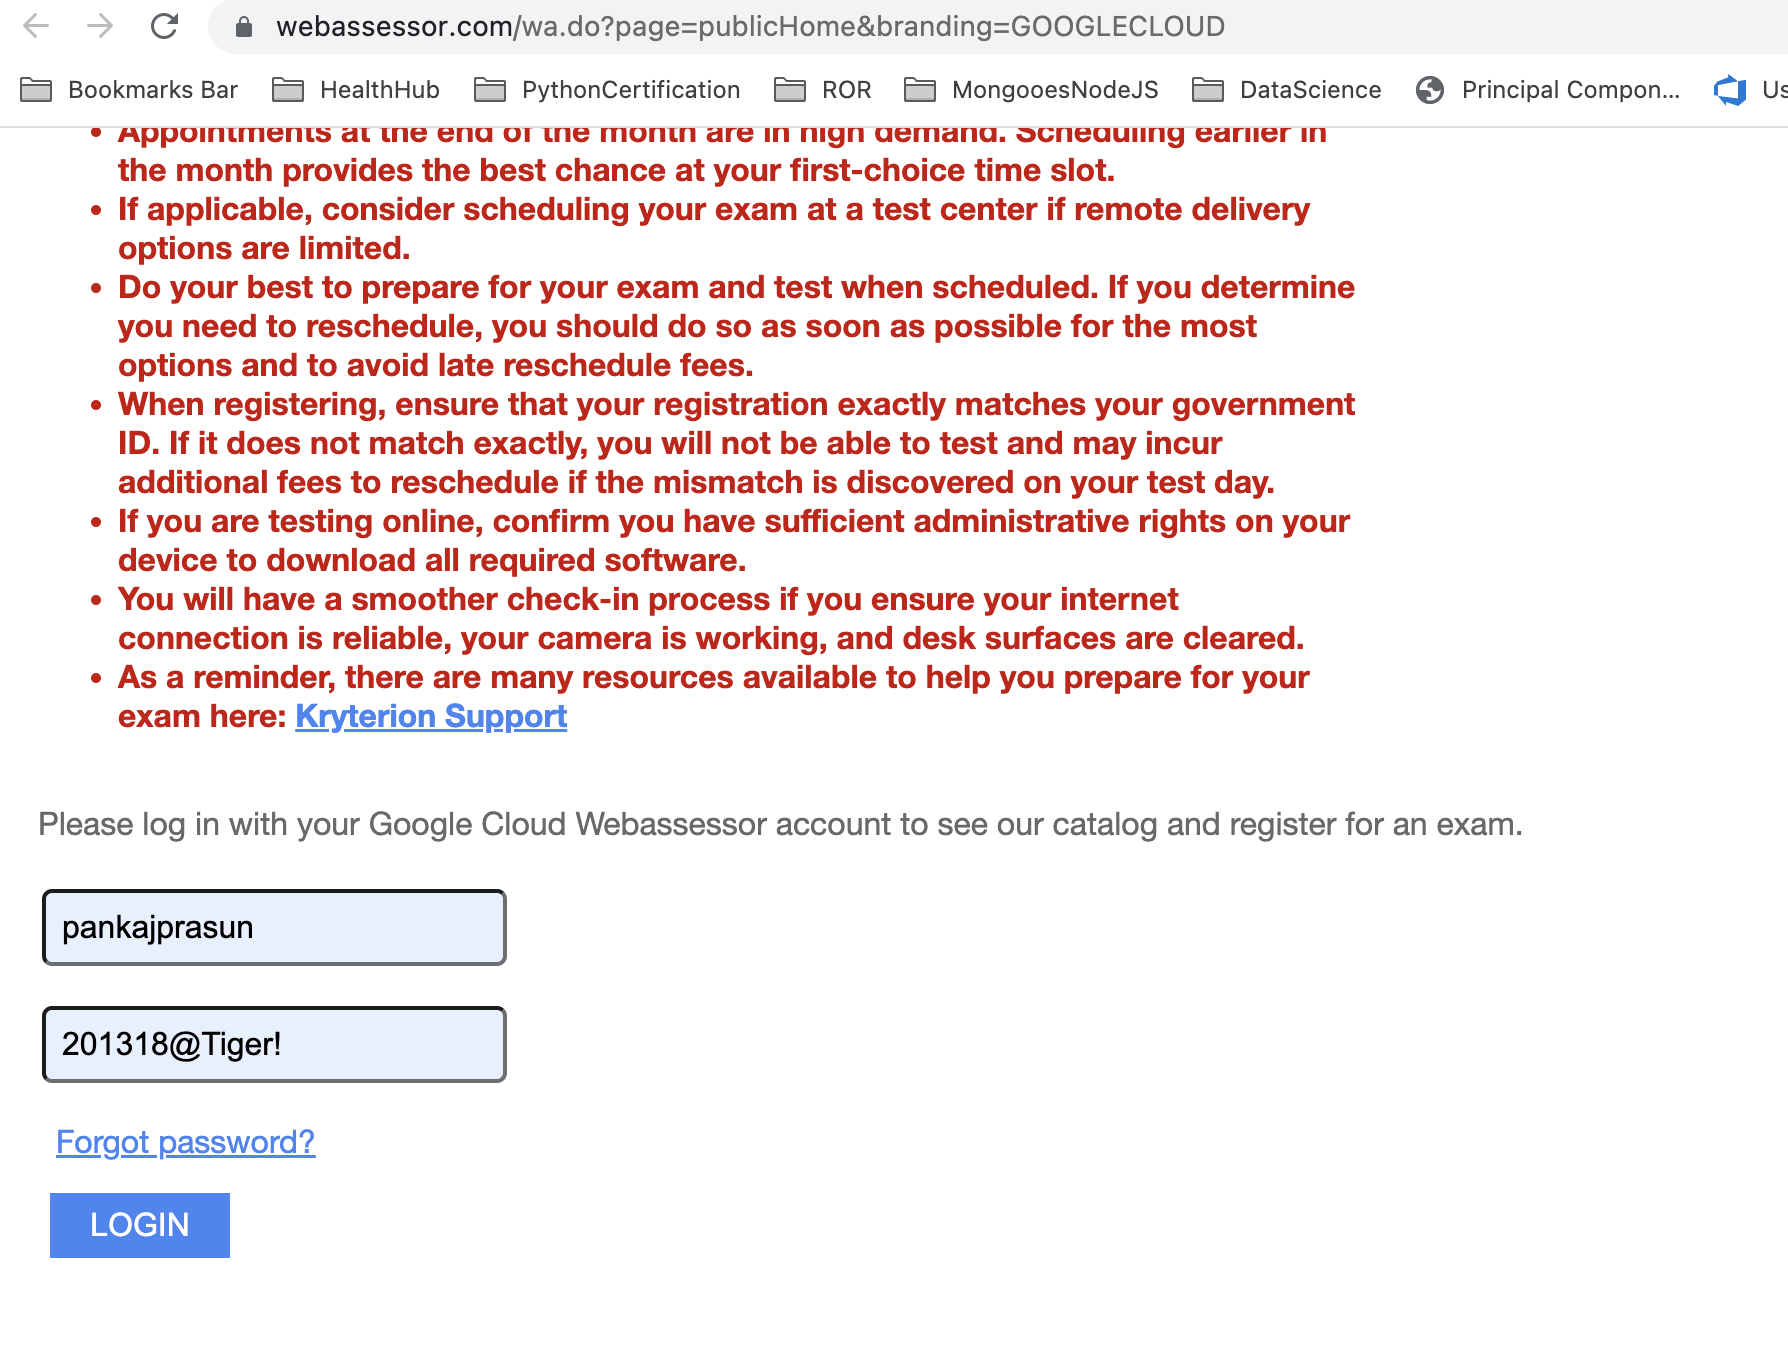 webassessor.com/wa.do?page=publicHome&branding=GOOGLECLOUD
Bookmarks Bar HealthHub PythonCertification ROR MongooesNodeJS DataScience Principal Compon... Us
• Appointments at the end of the month are in high demand. Scheduling earlier in
the month provides the best chance at your first-choice time slot.
• If applicable, consider scheduling your exam at a test center if remote delivery
options are limited.
• Do your best to prepare for your exam and test when scheduled. If you determine
you need to reschedule, you should do so as soon as possible for the most
options and to avoid late reschedule fees.
• When registering, ensure that your registration exactly matches your government
ID. If it does not match exactly, you will not be able to test and may incur
additional fees to reschedule if the mismatch is discovered on your test day.
• If you are testing online, confirm you have sufficient administrative rights on your
device to download all required software.
• You will have a smoother check-in process if you ensure your internet
connection is reliable, your camera is working, and desk surfaces are cleared.
• As a reminder, there are many resources available to help you prepare for your
exam here: Kryterion Support
Please log in with your Google Cloud Webassessor account to see our catalog and register for an exam.
pankajprasun
201318@Tiger!
Forgot password?
LOGIN